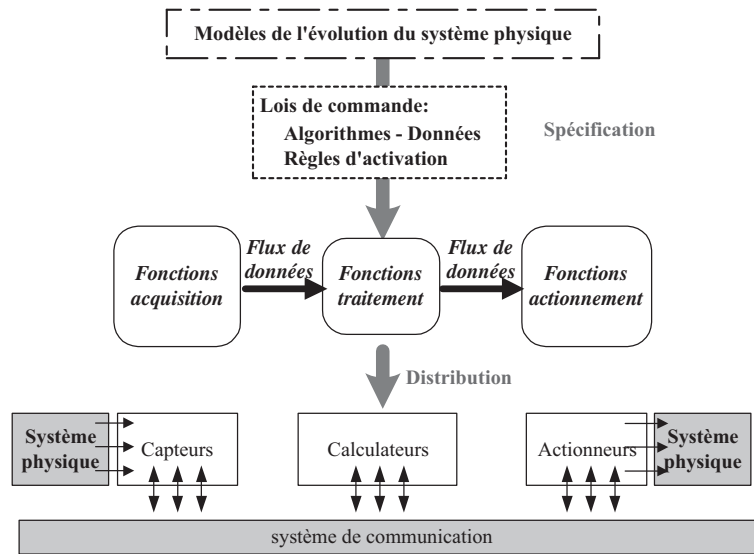 Modèles de l'évolution du système physique
Lois de commande:
Algorithmes - Données
Règles d'activation
Spécification
Fonctions
acquisition
Flux de
données
Fonctions
traitement
Flux de
données
Fonctions
actionnement
Distribution
Système
physique
Capteurs
Calculateurs
Actionneurs
Système
physique
système de communication